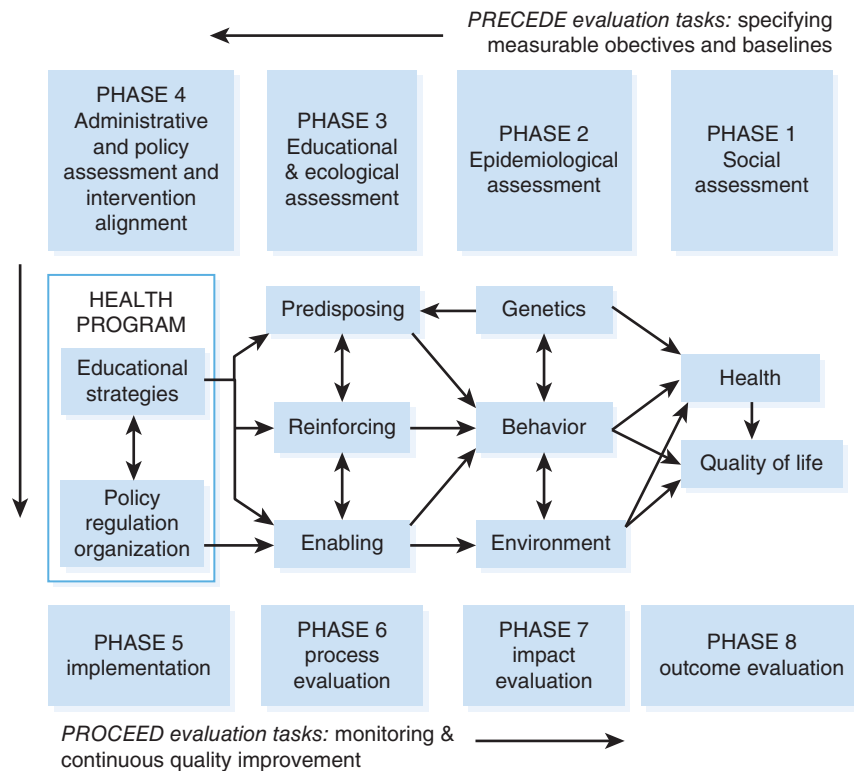 PRECEDE evaluation tasks: specifying
measurable obectives and baselines
PHASE 4
Administrative
and policy
assessment and
intervention
alignment
PHASE 3
Educational
& ecological
assessment
PHASE 2
Epidemiological
assessment
PHASE 1
Social
assessment
HEALTH
PROGRAM
Educational
strategies
Policy
regulation
organization
Predisposing
Reinforcing
Enabling
Genetics
Behavior
Environment
Health
Quality of life
PHASE 5
implementation
PHASE 6
process
evaluation
PHASE 7
impact
evaluation
PHASE 8
outcome evaluation
PROCEED evaluation tasks: monitoring &
continuous quality improvement